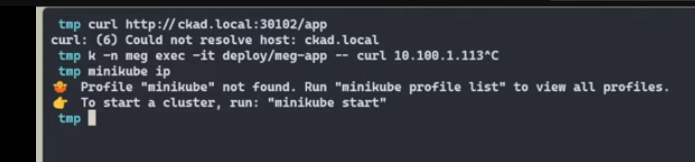 tmp curl http://ckad.local:30102/app
curl: (6) Could not resolve host: ckad.local
tmp k -n meg exec -it deploy/meg-app -- curl 10.100.1.113^C
tmp minikube ip
🤷 Profile "minikube" not found. Run "minikube profile list" to view all profiles.
👉 To start a cluster, run: "minikube start"
tmp